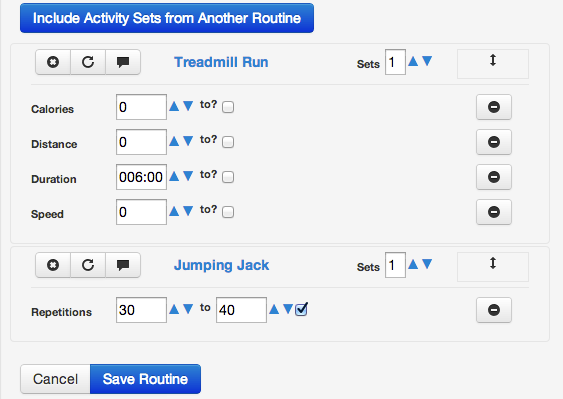 Include Activity Sets from Another Routine
Treadmill Run Sets 1
Calories 0 to?
Distance 0 to?
Duration 006:00 to?
Speed 0 to?
Jumping Jack Sets 1
Repetitions 30 to 40
Cancel Save Routine